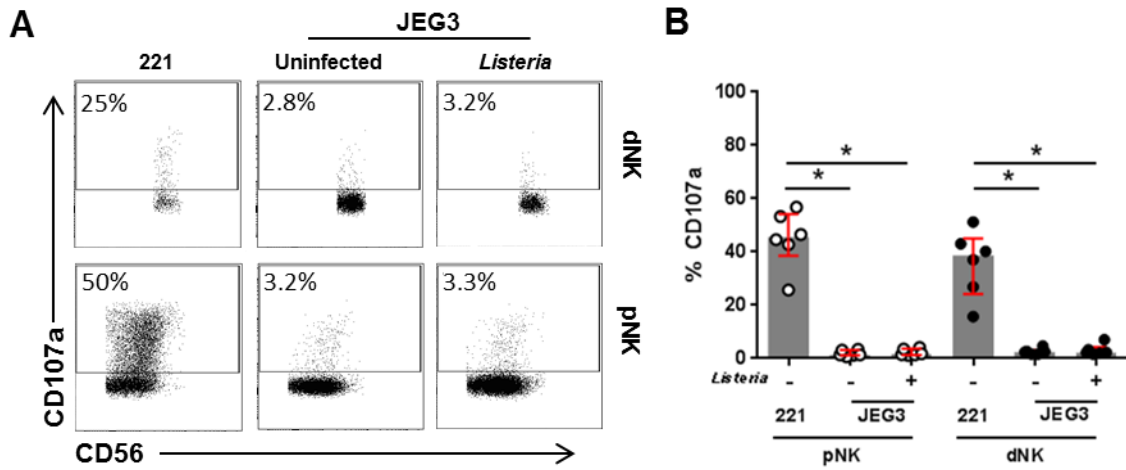 A
JEG3
221
Uninfected
Listeria
25%
2.8%
3.2%
dNK
50%
3.2%
3.3%
pNK
CD107a
CD56
B
% CD107a
100
80
60
40
20
0
* * * *
Listeria - - + - - +
221 JEG3 221 JEG3
pNK dNK